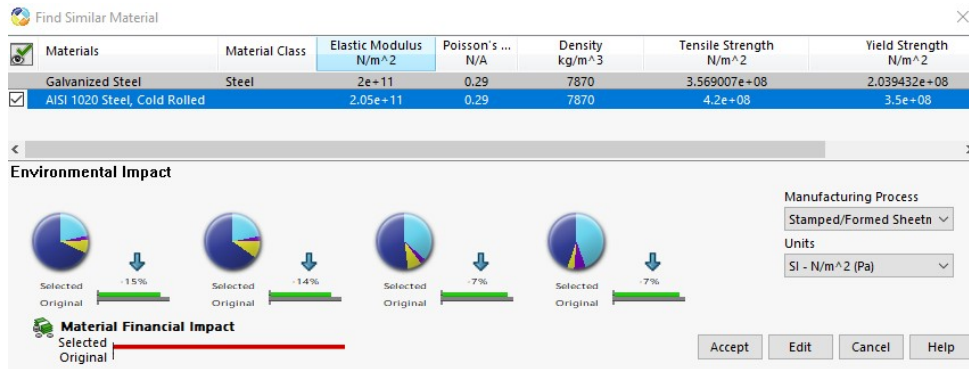 Find Similar Material
Materials Material Class Elastic Modulus N/m^2 Poisson's ... N/A Density kg/m^3 Tensile Strength N/m^2 Yield Strength N/m^2
Galvanized Steel Steel 2e+11 0.29 7870 3.569007e+08 2.039432e+08
AISI 1020 Steel, Cold Rolled 2.05e+11 0.29 7870 4.2e+08 3.5e+08
Environmental Impact
Manufacturing Process
Stamped/Formed Sheetn
Units
SI - N/m^2 (Pa)
Selected -15% Selected -14% Selected -7% Selected -7%
Original Original Original Original
Material Financial Impact
Selected
Original
Accept Edit Cancel Help